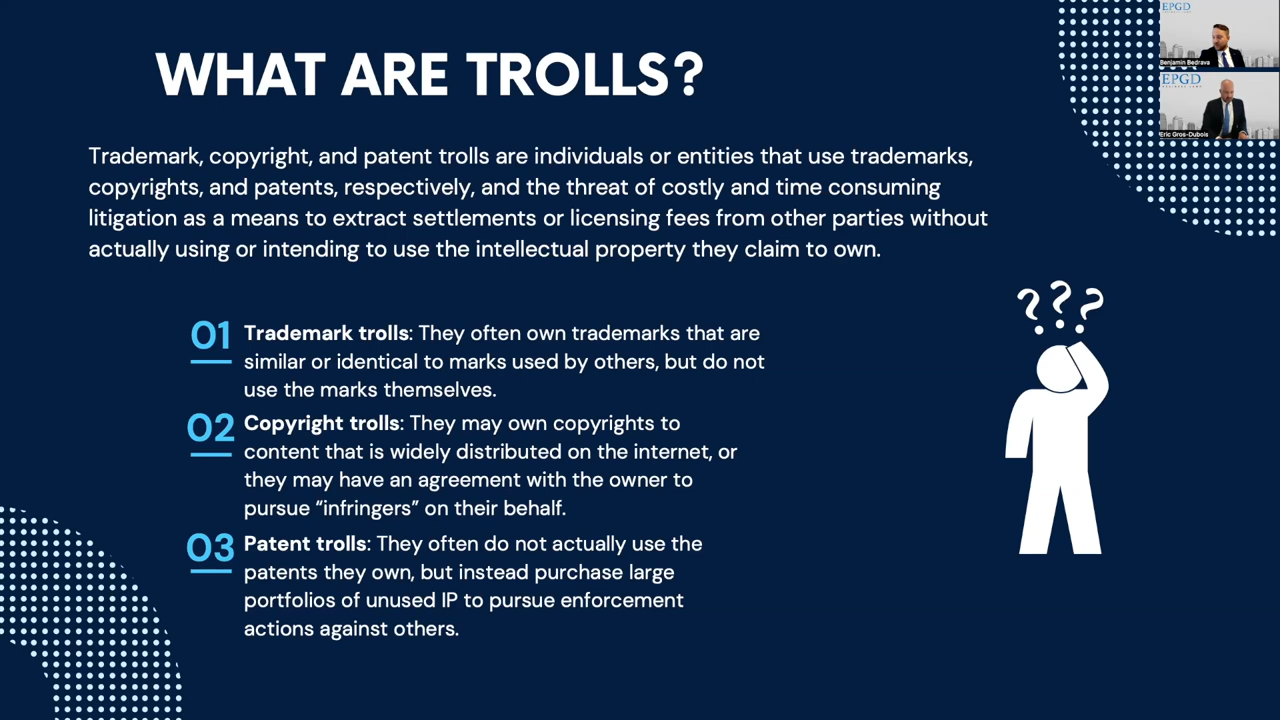 WHAT ARE TROLLS?
Trademark, copyright, and patent trolls are individuals or entities that use trademarks,
copyrights, and patents, respectively, and the threat of costly and time consuming
litigation as a means to extract settlements or licensing fees from other parties without
actually using or intending to use the intellectual property they claim to own.
01
Trademark trolls: They often own trademarks that are
similar or identical to marks used by others, but do not
use the marks themselves.
02
Copyright trolls: They may own copyrights to
content that is widely distributed on the internet, or
they may have an agreement with the owner to
pursue “infringers” on their behalf.
03
Patent trolls: They often do not actually use the
patents they own, but instead purchase large
portfolios of unused IP to pursue enforcement
actions against others.
???
EPGD
Benjamin Bedrava
EPGD
BUSINESS LAW
Eric Gros-Dubois